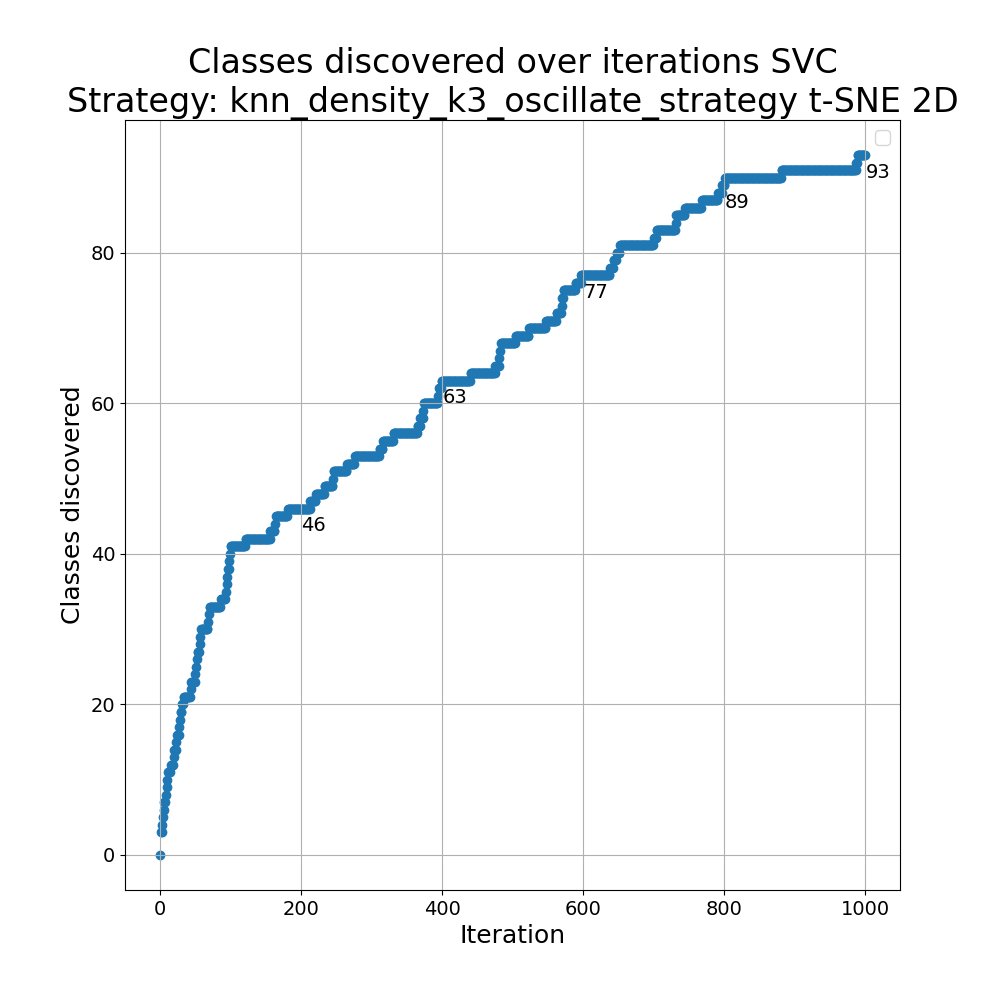 Classes discovered over iterations SVC
Strategy: knn_density_k3_oscillate_strategy t-SNE 2D
93
89
80
77
63
60
Classes discovered
46
40
20
0
0 200 400 600 800 1000
Iteration